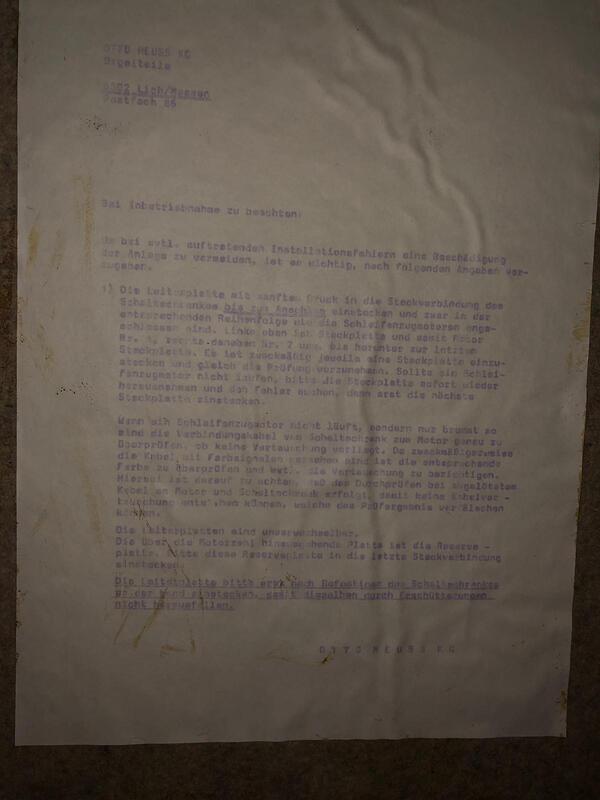 OTTO HEUSS KG
Orgelteile
6302 Lich/Hessen
Postfach 86
Bei Inbetriebnahme zu beachten:
Um bei evtl. auftretenden Installationsfehlern eine Beschädigung
der Anlage zu vermeiden, ist es wichtig, nach folgenden Angaben vor-
zugehen.
1) Die Leiterplatte mit sanftem Druck in die Steckverbindung des
Schaltschrankes bis zum Anschlag einstecken und zwar in der
entsprechenden Reihenfolge wie die Schleifenzugmotoren ange-
schlossen sind. Links oben ist Steckplatte und somit Motor
Nr. 1, rechts daneben Nr. 2 usw. bis herunter zur letzten
Steckplatte. Es ist zweckmäßig jeweils eine Steckplatte einzu-
stecken und gleich die Prüfung vorzunehmen. Sollte ein Schlei-
fenzugmotor nicht laufen, bitte die Steckplatte sofort wieder
herausnehmen und den Fehler suchen, dann erst die nächste
Steckplatte einstecken.
Wenn ein Schleifenzugmotor nicht läuft, sondern nur brummt so
sind die Verbindungskabel vom Schaltschrank zum Motor genau zu
überprüfen, ob keine Vertauschung vorliegt. Da zweckmäßigerweise
die Kabel mit Farbsignalen versehen sind ist die entsprechende
Farbe zu überprüfen und evtl. die Vertauschung zu berichtigen.
Hierbei ist darauf zu achten, daß das Durchprüfen bei abgelötetem
Kabel an Motor und Schaltschrank erfolgt, damit keine Kabelver-
tauschung entstehen können, welche das Prüfergebnis verfälschen
können.
Die Leiterplatten sind unverwechselbar.
Die über die Motorzahl hinausgehende Platte ist die Reserve-
platte. Bitte diese Reserveplatte in die letzte Steckverbindung
einstecken.
Die Leiterplatte bitte erst nach Befestigen des Schaltschrankes
an der Wand einstecken, damit dieselben durch Erschütterungen
nicht herausfallen.
OTTO HEUSS KG